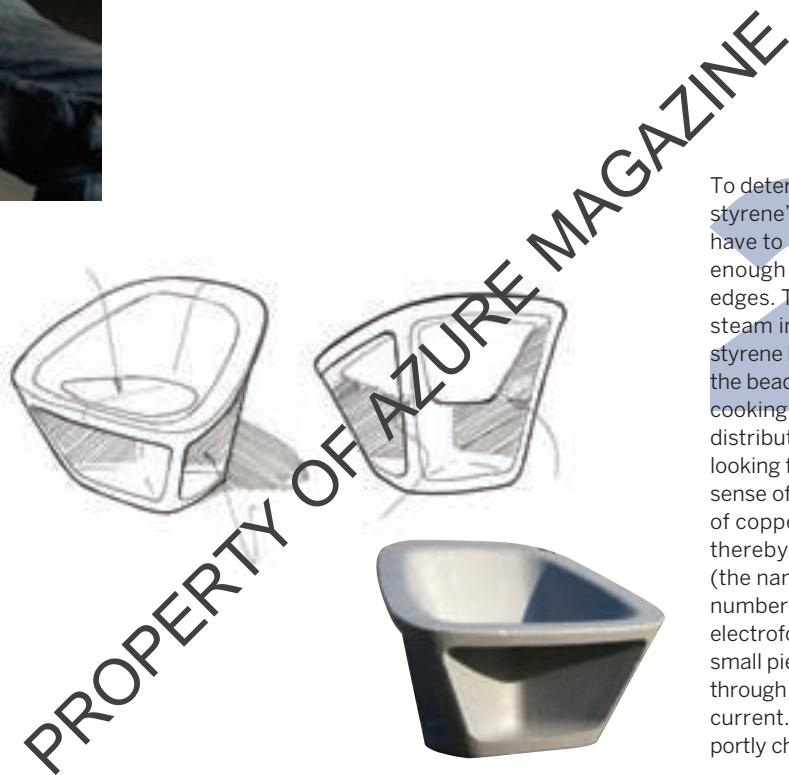 PROPERTY OF AZURE MAGAZINE
To deter
styrene'
have to
enough
edges. T
steam in
styrene
the bead
cooking
distribut
looking f
sense of
of coppe
thereby
(the nan
number
electrofo
small pie
through
current.
portly ch